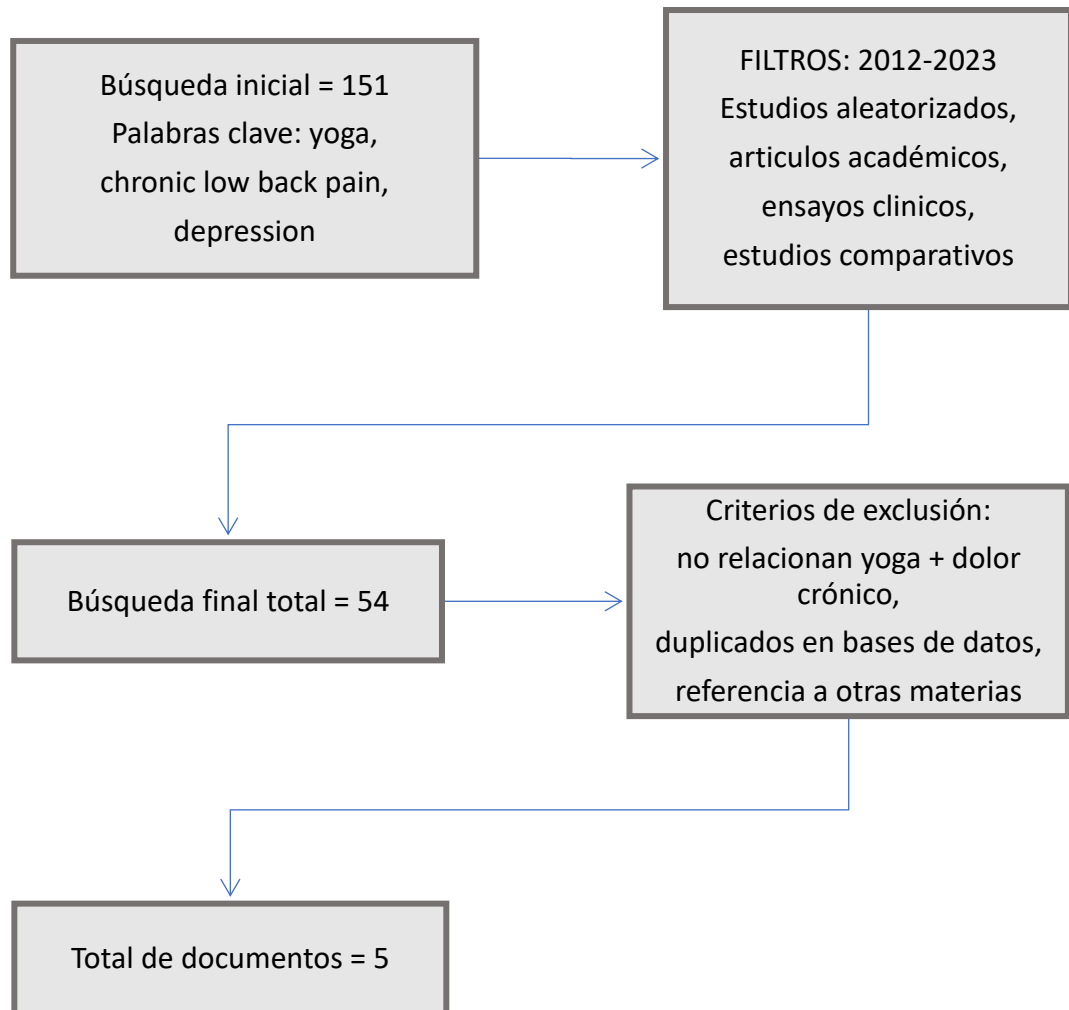 Búsqueda inicial = 151
Palabras clave: yoga,
chronic low back pain,
depression
FILTROS: 2012-2023
Estudios aleatorizados,
articulos académicos,
ensayos clinicos,
estudios comparativos
Búsqueda final total = 54
Criterios de exclusión:
no relacionan yoga + dolor
crónico,
duplicados en bases de datos,
referencia a otras materias
Total de documentos = 5